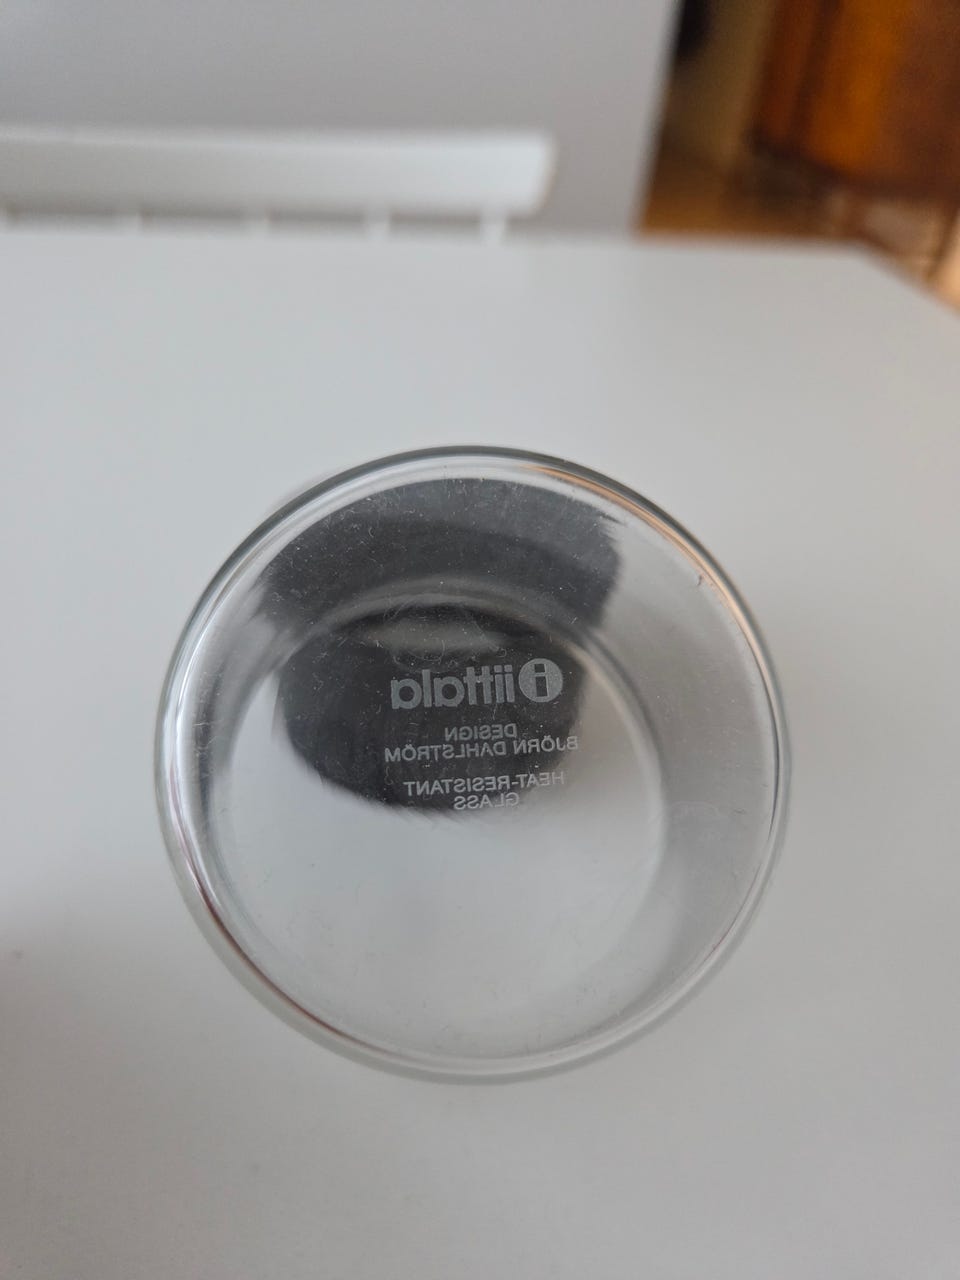 iittala
DESIGN
BJÖRN DAHLSTRÖM
HEAT-RESISTANT
GLASS